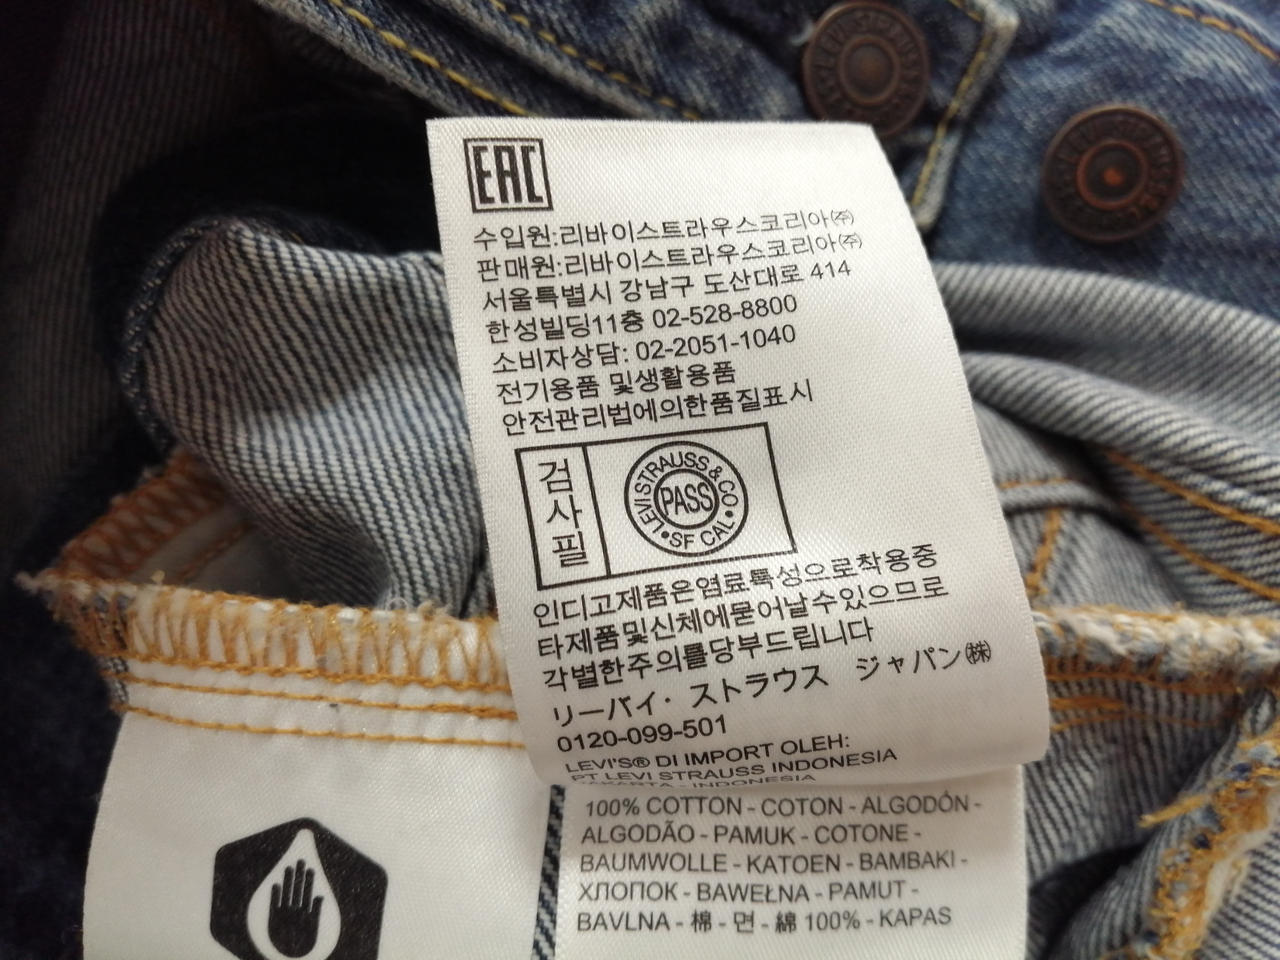 EAC
수입원:리바이스트라우스코리아㈜
판매원:리바이스트라우스코리아㈜
서울특별시 강남구 도산대로 414
한성빌딩11층 02-528-8800
소비자상담: 02-2051-1040
전기용품 및생활용품
안전관리법에의한품질표시
검사필
LEVI STRAUSS & CO
PASS
SF CAL
인디고제품은염료특성으로착용중
타제품및신체에묻어날수있으므로
각별한주의를당부드립니다
リーバイ・ストラウス ジャパン㈱
0120-099-501
LEVI'S® DI IMPORT OLEH:
PT LEVI STRAUSS INDONESIA
JAKARTA - INDONESIA
100% COTTON - COTON - ALGODÓN -
ALGODÃO - PAMUK - COTONE -
BAUMWOLLE - KATOEN - BAMBAKI -
ХЛОПОК - BAWEŁNA - PAMUT -
BAVLNA - 棉 - 면 - 綿 100% - KAPAS